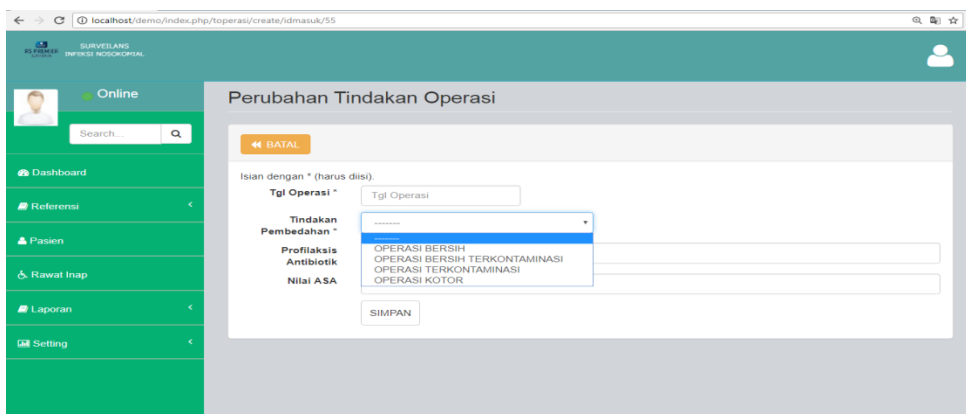 localhost/demo/index.php/toperasi/create/idmasuk/55
RS PREMIER
SURVEILANS
INFEKSI NOSOKOMIAL
Online
Search...
Dashboard
Referensi
Pasien
Rawat Inap
Laporan
Setting
Perubahan Tindakan Operasi
BATAL
Isian dengan * (harus diisi).
Tgl Operasi *
Tgl Operasi
Tindakan
Pembedahan *
-------
-------
OPERASI BERSIH
OPERASI BERSIH TERKONTAMINASI
OPERASI TERKONTAMINASI
OPERASI KOTOR
Profilaksis
Antibiotik
Nilai ASA
SIMPAN